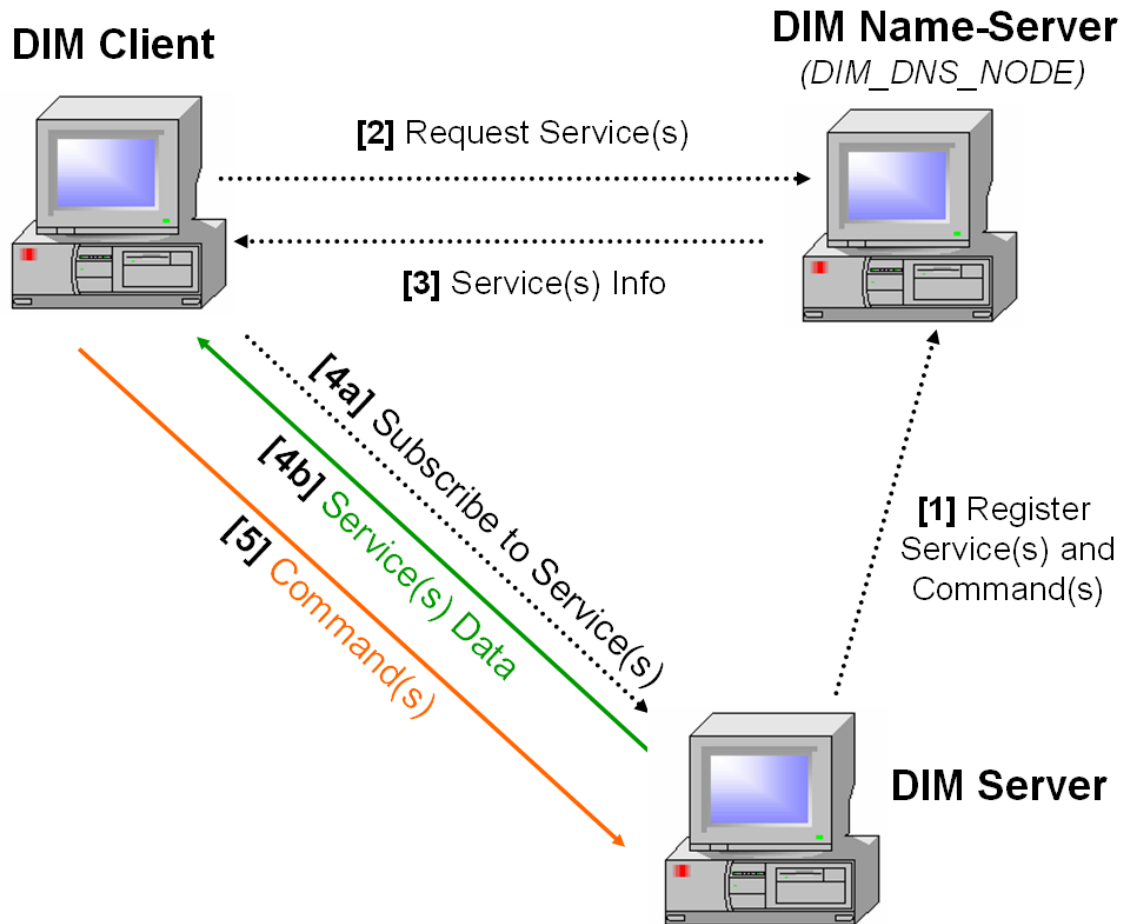 DIM Client
DIM Name-Server
(DIM_DNS_NODE)
[2] Request Service(s)
[3] Service(s) Info
[4a] Subscribe to Service(s)
[4b] Service(s) Data
[5] Command(s)
[1] Register
Service(s) and
Command(s)
DIM Server